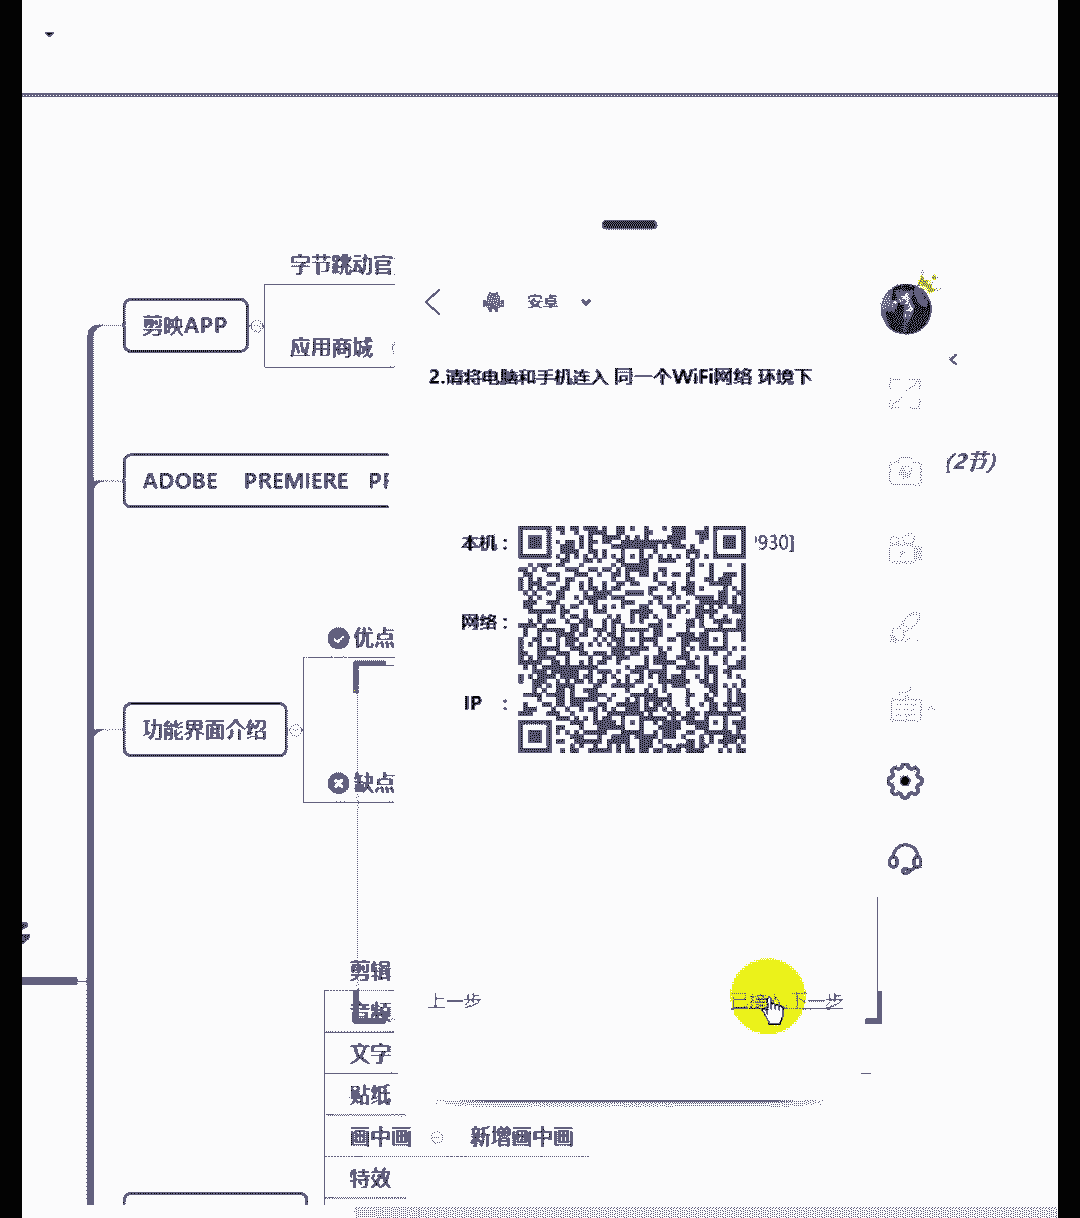 字节跳动官
剪映APP
应用商城
安卓
2.请将电脑和手机连入 同一个WiFi网络 环境下
(2节)
ADOBE PREMIERE
本机：
930]
网络：
IP ：
优点
功能界面介绍
缺点
剪辑
上一步
下一步
音频
文字
贴纸
画中画
新增画中画
特效